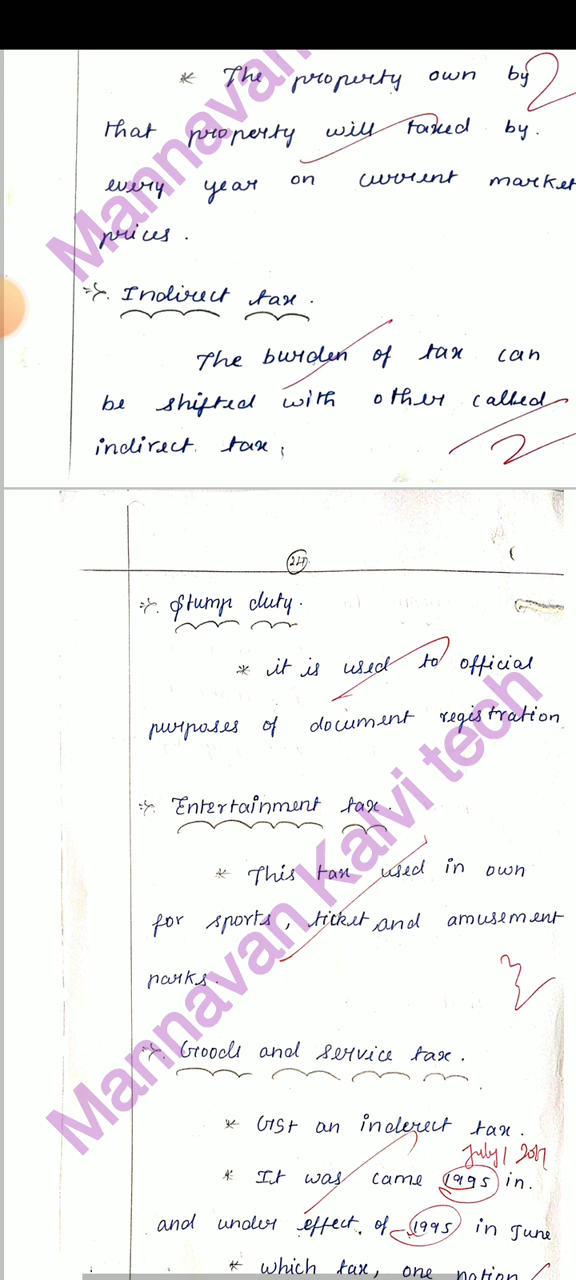 * The property own by 2
that property will taxed by.
every year on current market
prices.
Indirect tax.
The burden of tax can
be shifted with other called
indirect tax;
2
24
Stump duty.
* it is used to official
purposes of document registration
Entertainment tax.
* This tax used in own
for sports, ticket and amusement
parks.
3
Goods and service tax.
* GST an inderect tax.
July 1 2017
* It was came 1995 in.
and under effect of 1995 in June
* which tax, one nation
Mannavan
Mannavan Kalvi tech